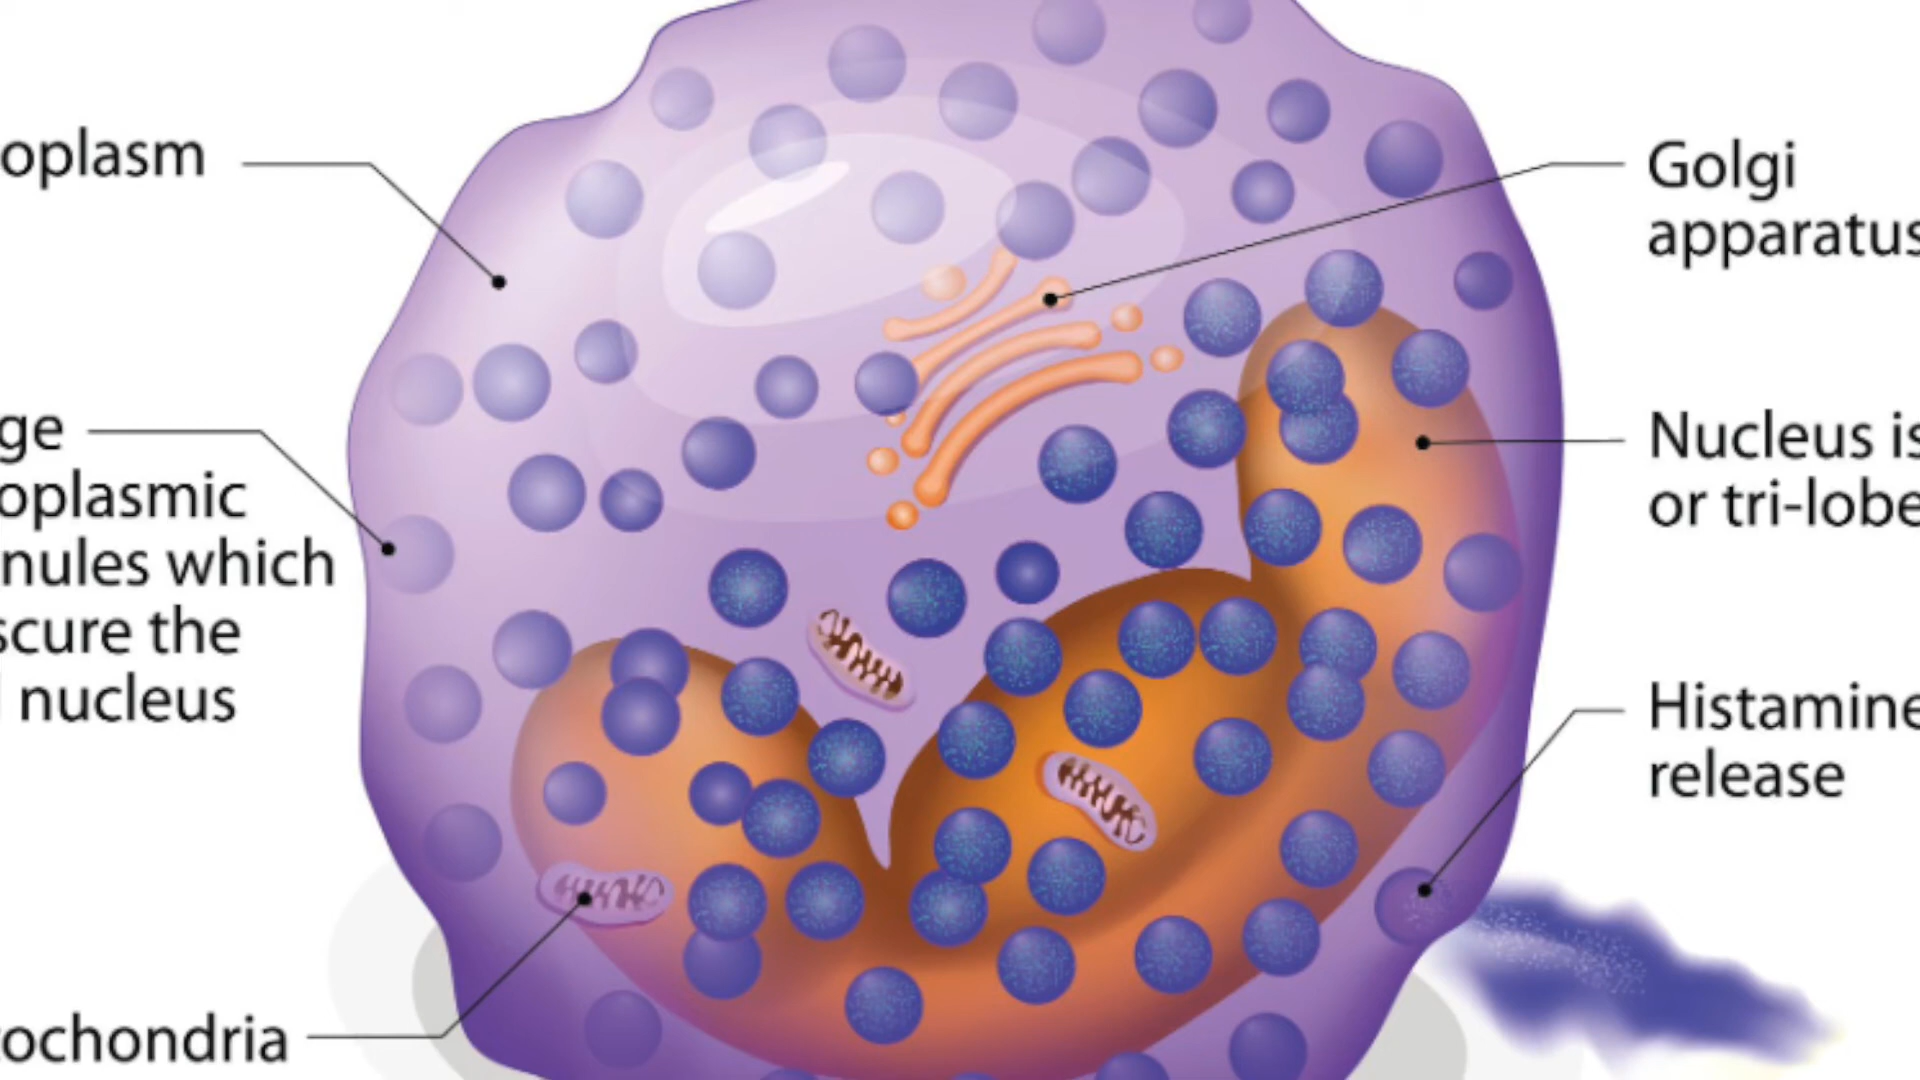 oplasm
ge
oplasmic
nules which
scure the
l nucleus
ochondria
Golgi
apparatus
Nucleus is
or tri-lobe
Histamine
release